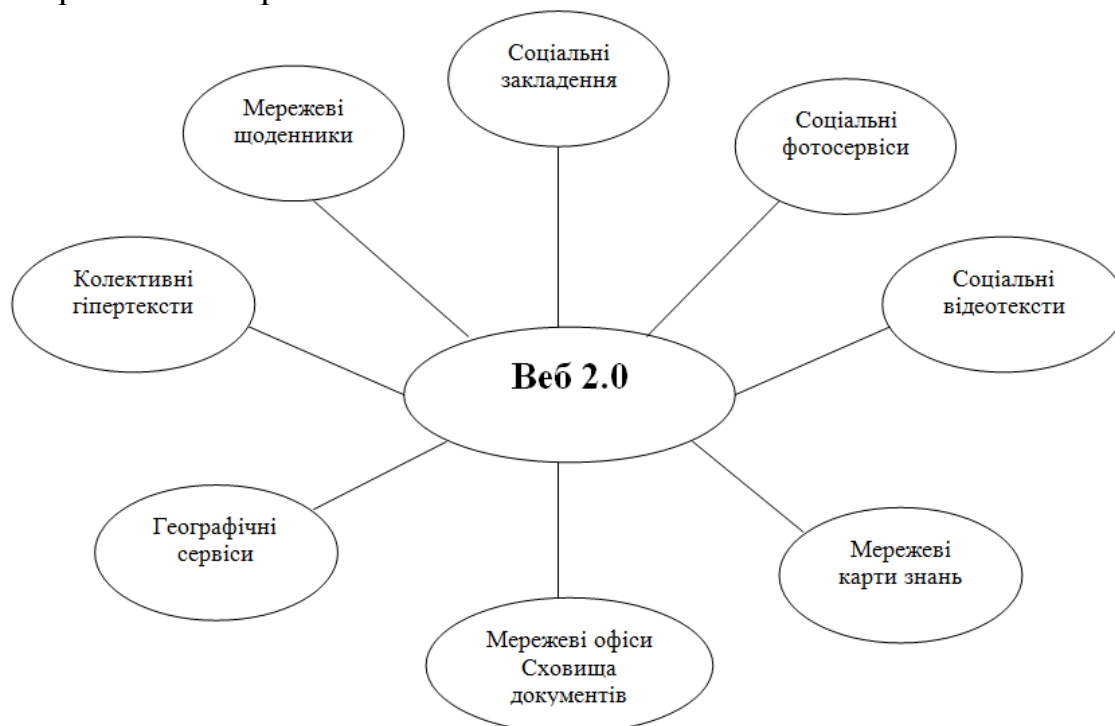 Соціальні
закладення
Мережеві
щоденники
Соціальні
фотосервіси
Колективні
гіпертексти
Соціальні
відеотексти
Веб 2.0
Географічні
сервіси
Мережеві
карти знань
Мережеві офіси
Сховища
документів